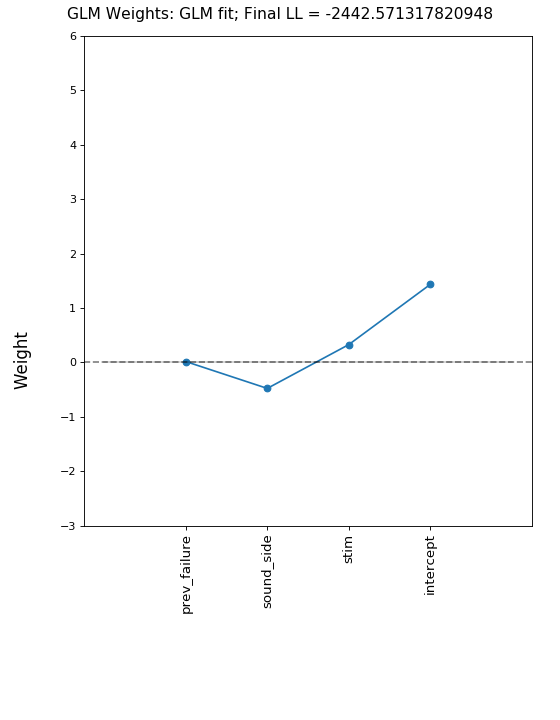 GLM Weights: GLM fit; Final LL = -2442.571317820948
6
5
4
3
2
1
0
−1
−2
−3
Weight
prev_failure
sound_side
stim
intercept